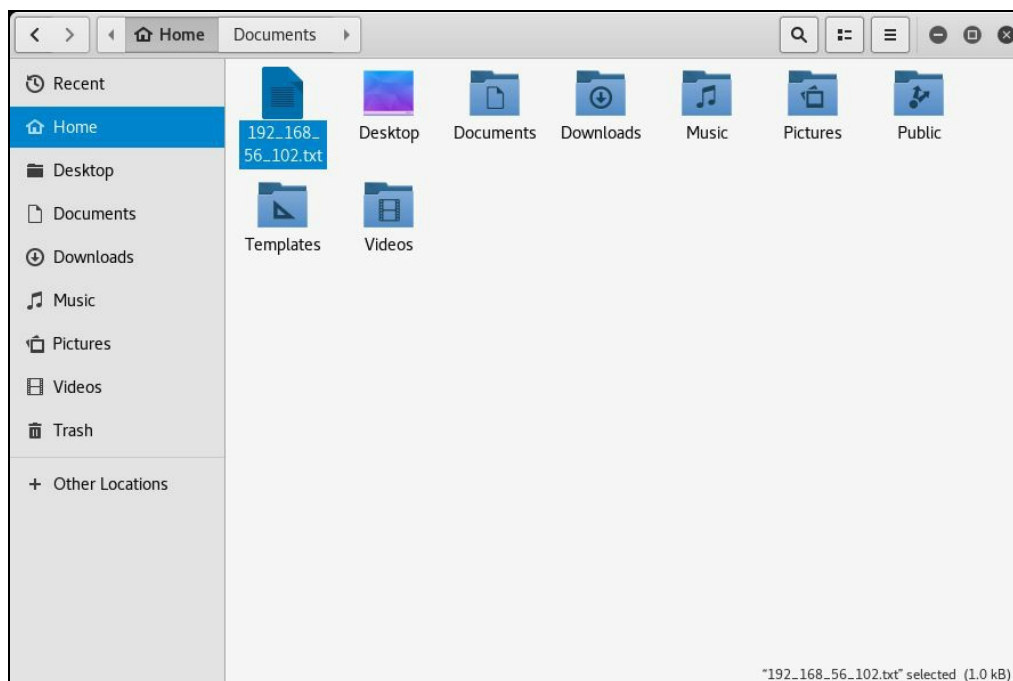 Home Documents
Recent
Home
Desktop
Documents
Downloads
Music
Pictures
Videos
Trash
Other Locations
192_168_
56_102.txt
Desktop
Documents
Downloads
Music
Pictures
Public
Templates
Videos
"192_168_56_102.txt" selected (1.0 kB)